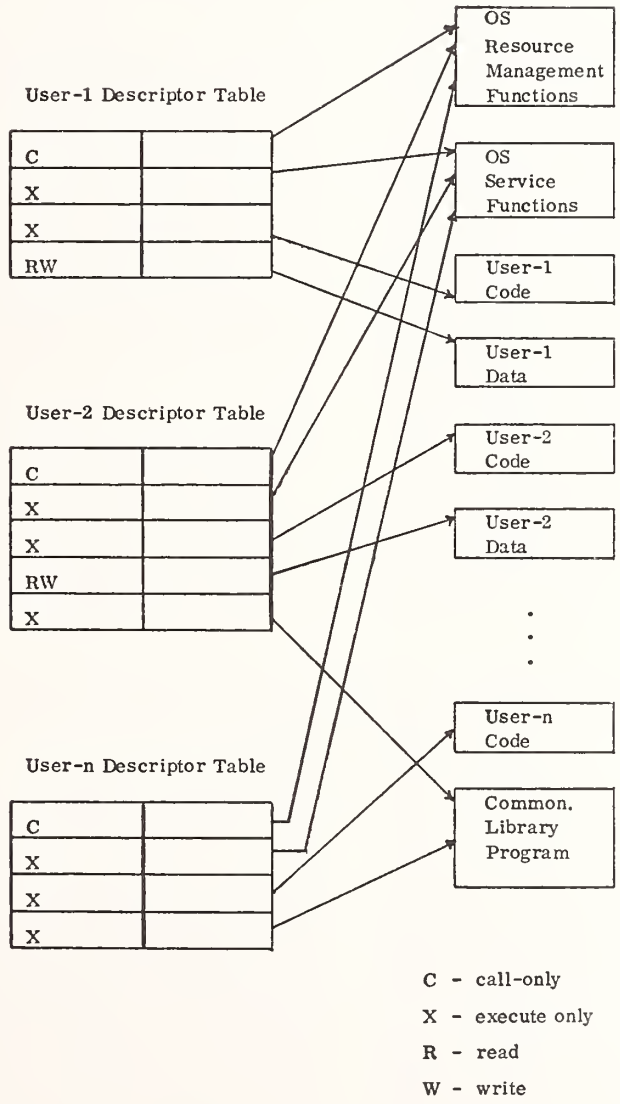 User-1 Descriptor Table
C
X
X
RW
User-2 Descriptor Table
C
X
X
RW
X
User-n Descriptor Table
C
X
X
X
OS
Resource
Management
Functions
OS
Service
Functions
User-1
Code
User-1
Data
User-2
Code
User-2
Data
.
.
.
User-n
Code
Common.
Library
Program
C - call-only
X - execute only
R - read
W - write